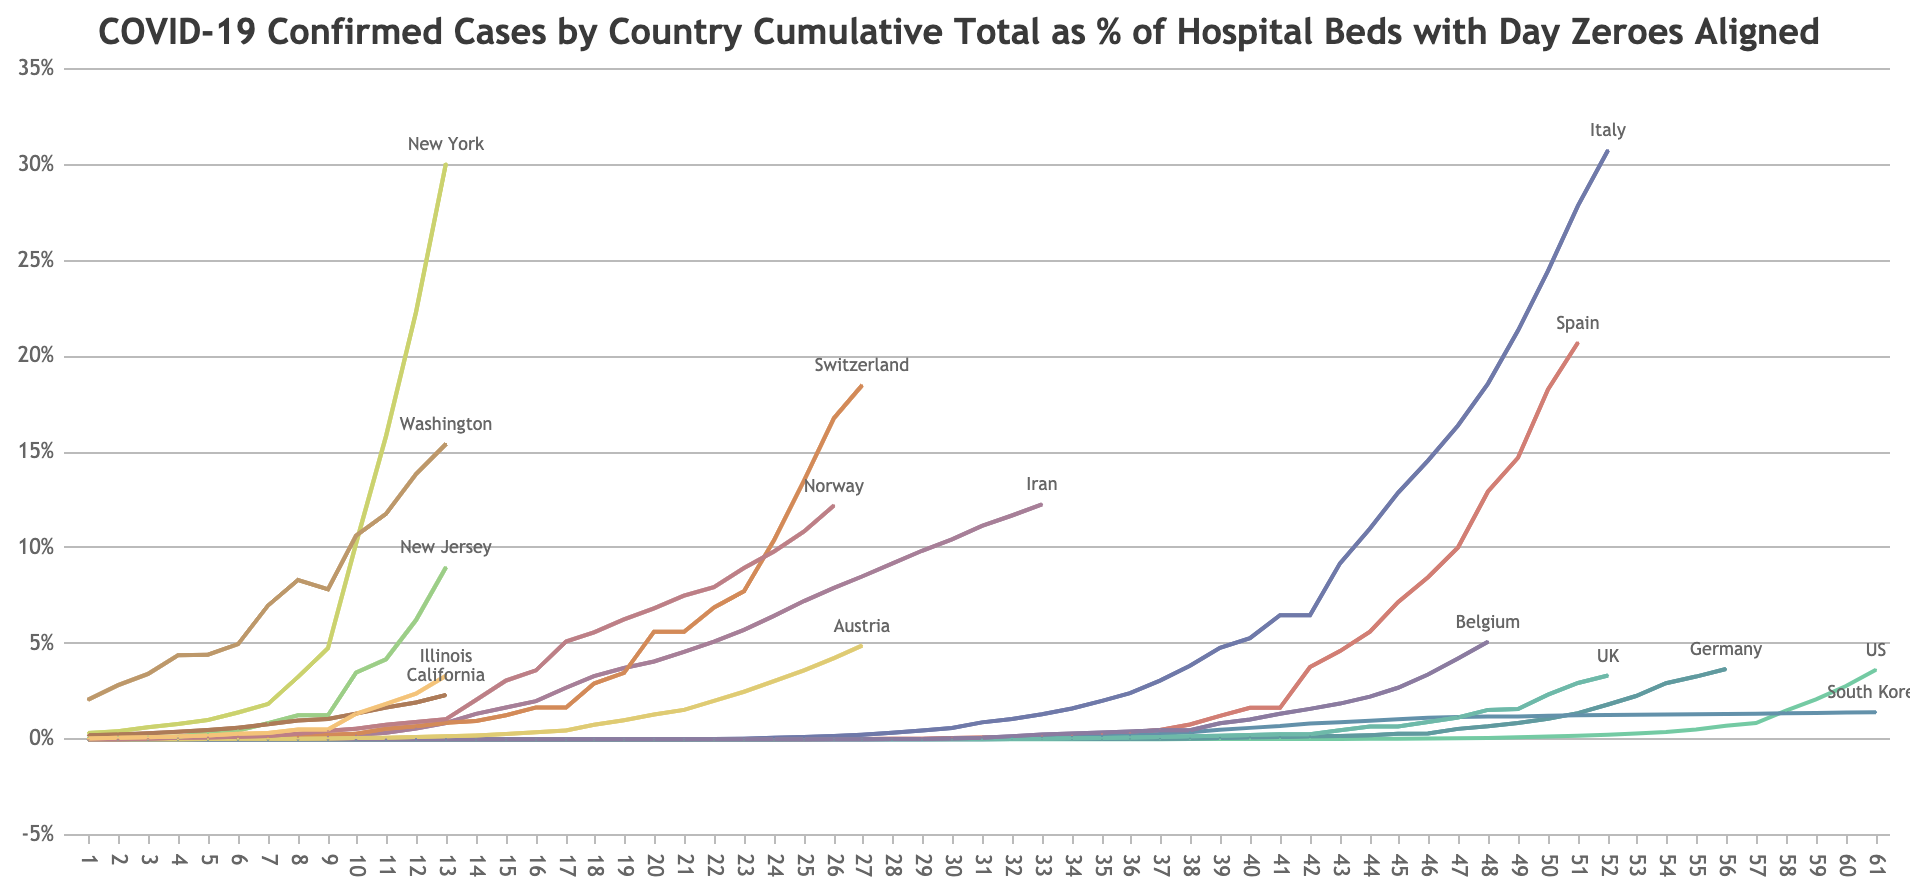 COVID-19 Confirmed Cases by Country Cumulative Total as % of Hospital Beds with Day Zeroes Aligned
35%
30%
25%
20%
15%
10%
5%
0%
-5%
New York
Italy
Spain
Switzerland
Washington
Norway
Iran
New Jersey
Austria
Belgium
Illinois
California
UK
Germany
US
South Kore
1 2 3 4 5 6 7 8 9 10 11 12 13 14 15 16 17 18 19 20 21 22 23 24 25 26 27 28 29 30 31 32 33 34 35 36 37 38 39 40 41 42 43 44 45 46 47 48 49 50 51 52 53 54 55 56 57 58 59 60 61